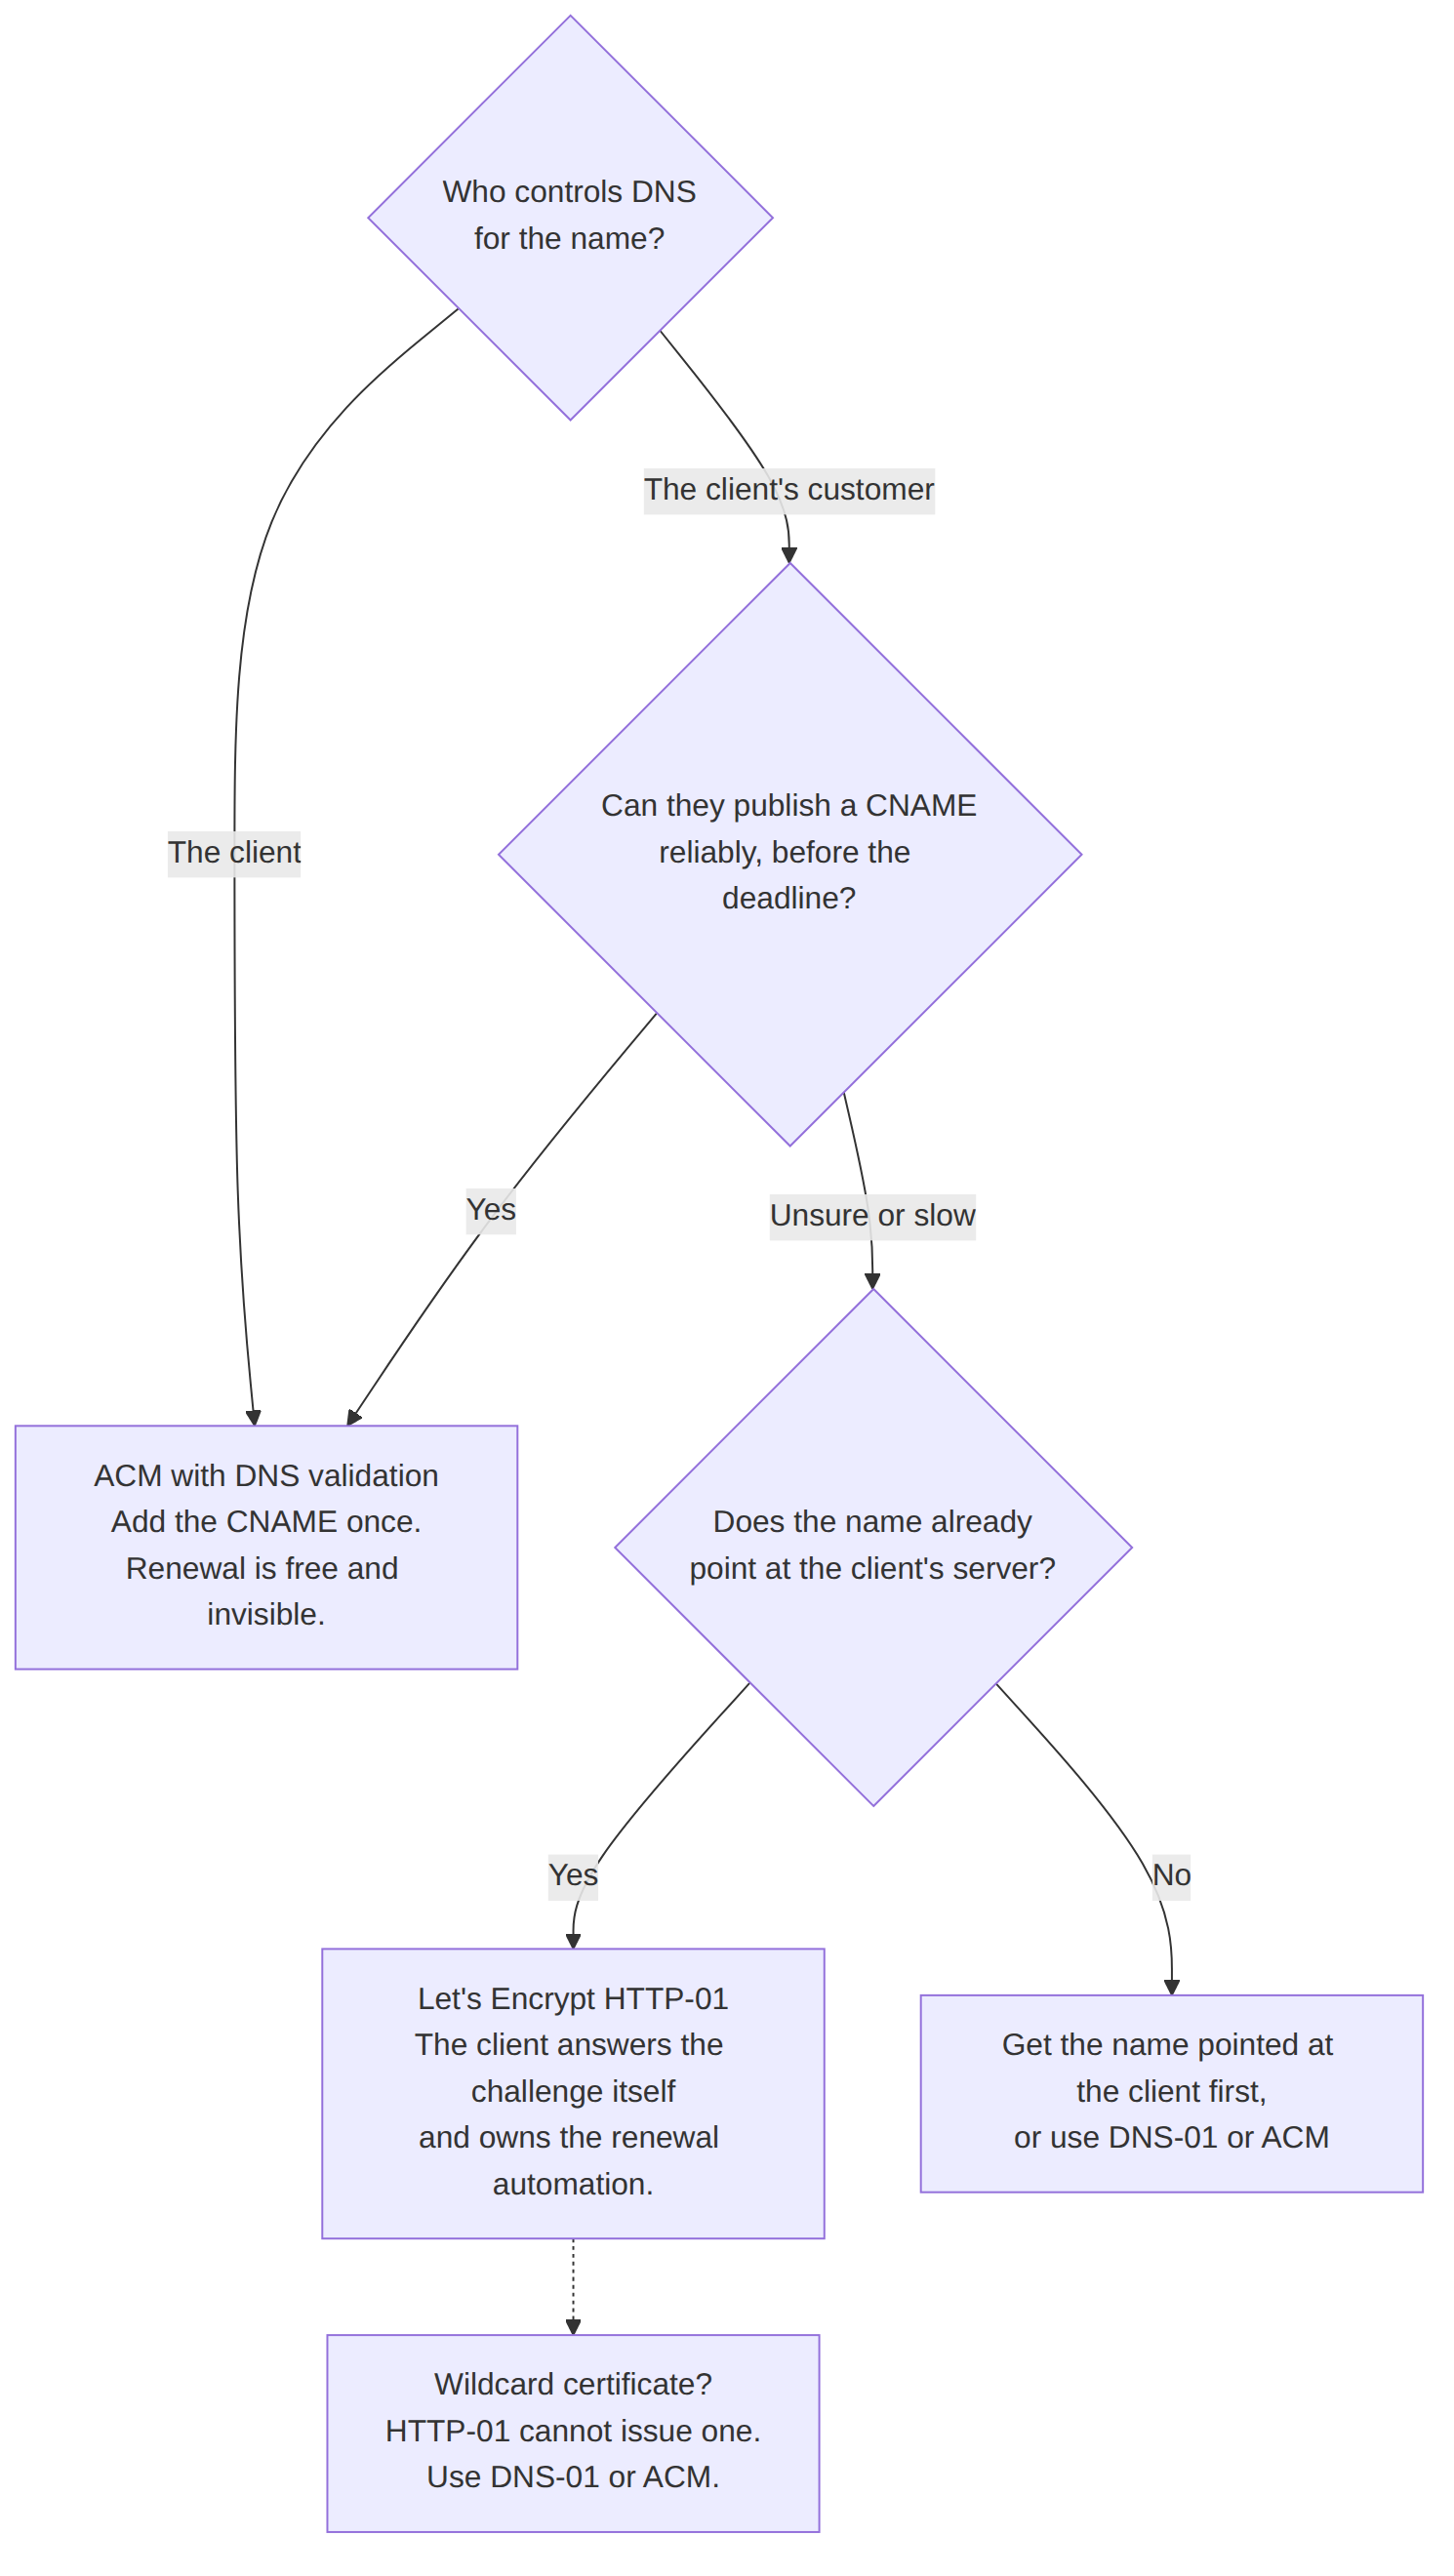 Who controls DNS
for the name?
The client's customer
Can they publish a CNAME
reliably, before the
deadline?
The client
Yes
Unsure or slow
ACM with DNS validation
Add the CNAME once.
Renewal is free and
invisible.
Does the name already
point at the client's server?
Yes
No
Let's Encrypt HTTP-01
The client answers the
challenge itself
and owns the renewal
automation.
Get the name pointed at
the client first,
or use DNS-01 or ACM
Wildcard certificate?
HTTP-01 cannot issue one.
Use DNS-01 or ACM.